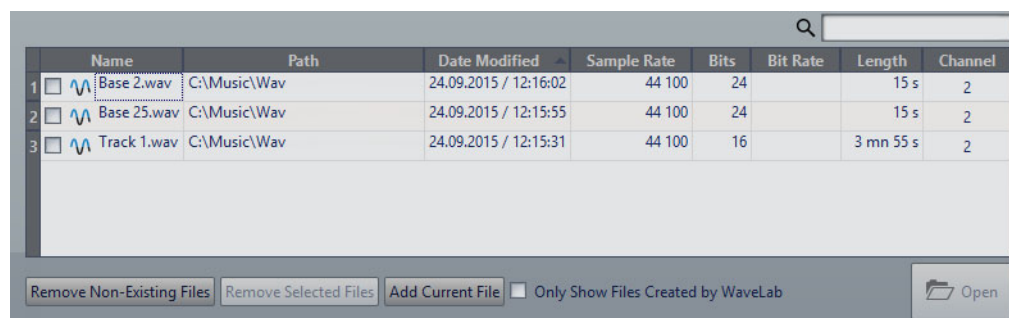 Name Path Date Modified Sample Rate Bits Bit Rate Length Channel
1 Base 2.wav C:\Music\Wav 24.09.2015 / 12:16:02 44 100 24 15 s 2
2 Base 25.wav C:\Music\Wav 24.09.2015 / 12:15:55 44 100 24 15 s 2
3 Track 1.wav C:\Music\Wav 24.09.2015 / 12:15:31 44 100 16 3 mn 55 s 2
Remove Non-Existing Files Remove Selected Files Add Current File Only Show Files Created by WaveLab Open